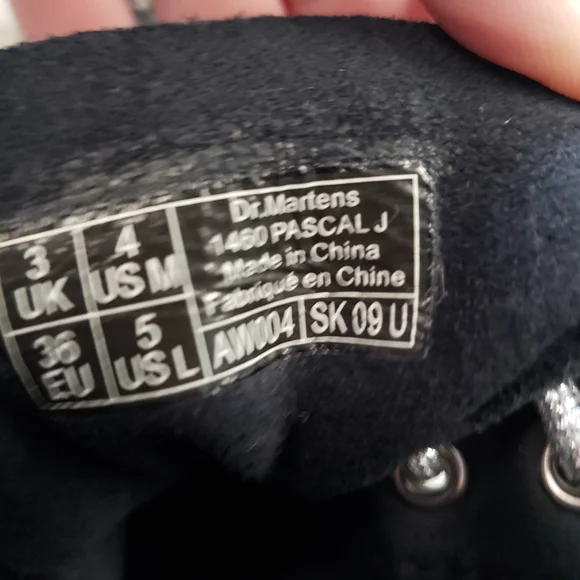 3 UK
4 US M
36 EU
5 US L
Dr.Martens
1460 PASCAL J
Made in China
Fabriqué en Chine
AW004
SK 09 U